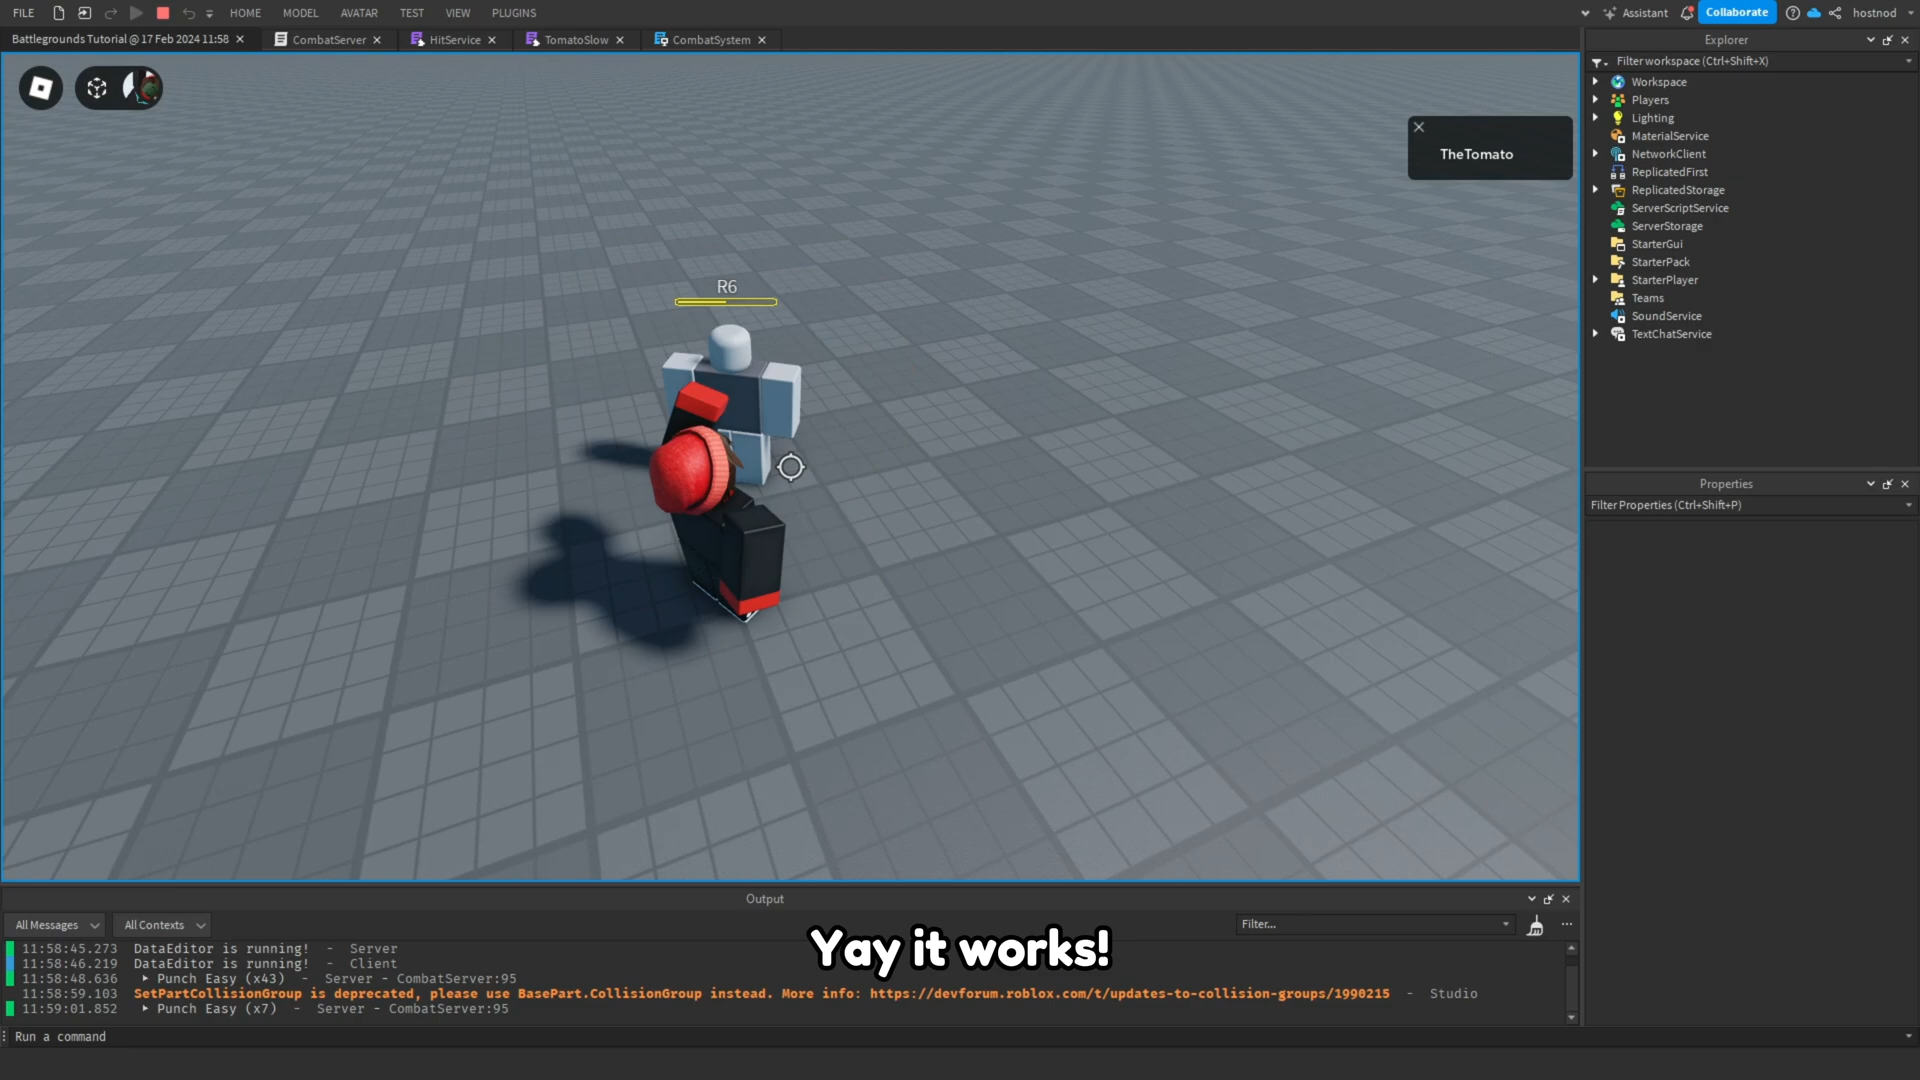 FILE HOME MODEL AVATAR TEST VIEW PLUGINS Assistant Collaborate hostnod
Battlegrounds Tutorial @ 17 Feb 2024 11:58 CombatServer HitService TomatoSlow CombatSystem
Explorer
Filter workspace (Ctrl+Shift+X)
Workspace
Players
Lighting
MaterialService
NetworkClient
ReplicatedFirst
ReplicatedStorage
ServerScriptService
ServerStorage
StarterGui
StarterPack
StarterPlayer
Teams
SoundService
TextChatService
TheTomato
R6
Properties
Filter Properties (Ctrl+Shift+P)
Output
All Messages All Contexts Filter...
Yay it works!
11:58:45.273 DataEditor is running! - Server
11:58:46.219 DataEditor is running! - Client
11:58:48.636 Punch Easy (x43) - Server - CombatServer:95
11:58:59.103 SetPartCollisionGroup is deprecated, please use BasePart.CollisionGroup instead. More info: https://devforum.roblox.com/t/updates-to-collision-groups/1990215 - Studio
11:59:01.852 Punch Easy (x7) - Server - CombatServer:95
Run a command